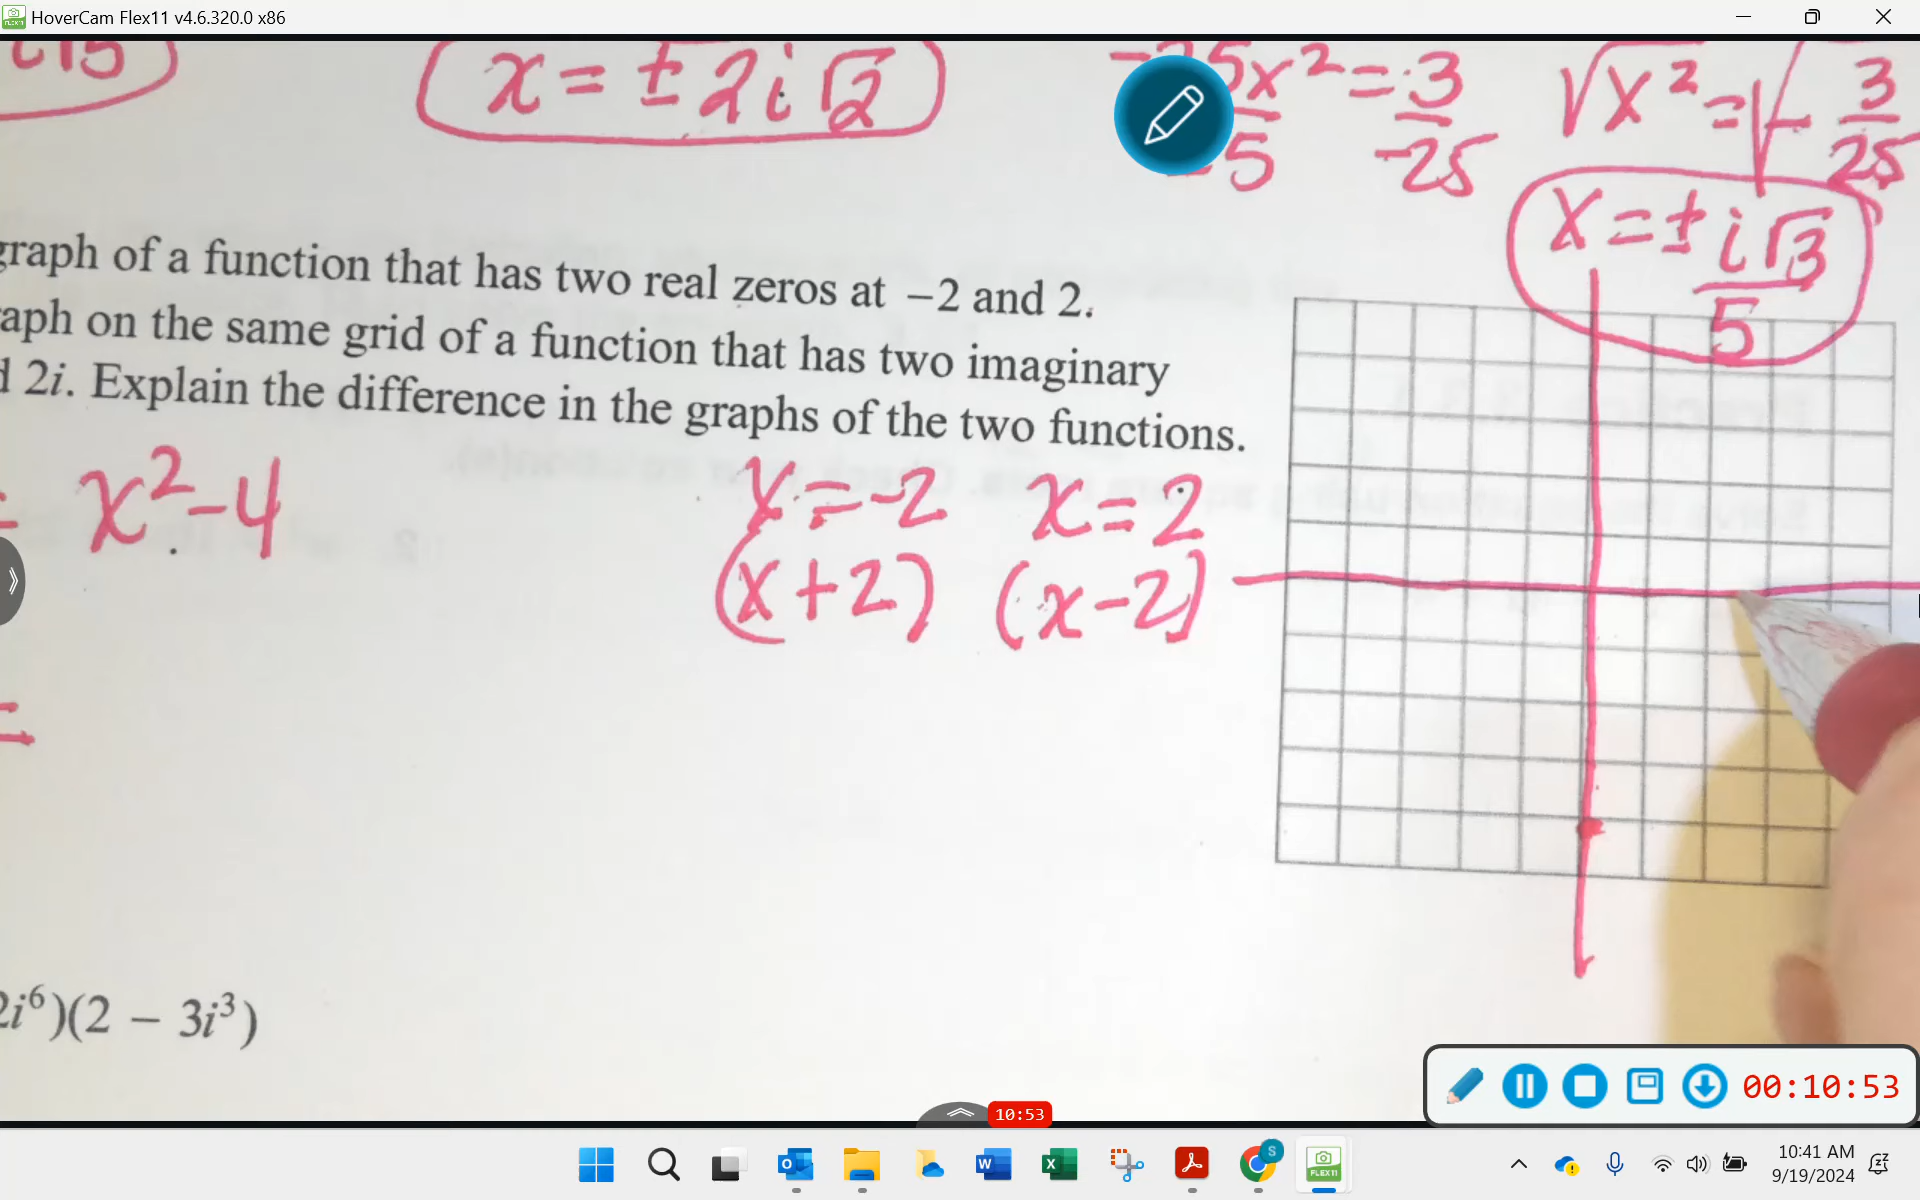 HoverCam Flex11 v4.6.320.0 x86
x = ± 2i √2
x² = 3
5 -25
√x² = √- 3/25
x = ± i√3/5
graph of a function that has two real zeros at −2 and 2.
aph on the same grid of a function that has two imaginary
d 2i. Explain the difference in the graphs of the two functions.
= x² - 4
x = -2 x = 2
(x + 2) (x - 2)
=
2i⁶)(2 − 3i³)
00:10:53
10:53
FLEX11
10:41 AM
9/19/2024